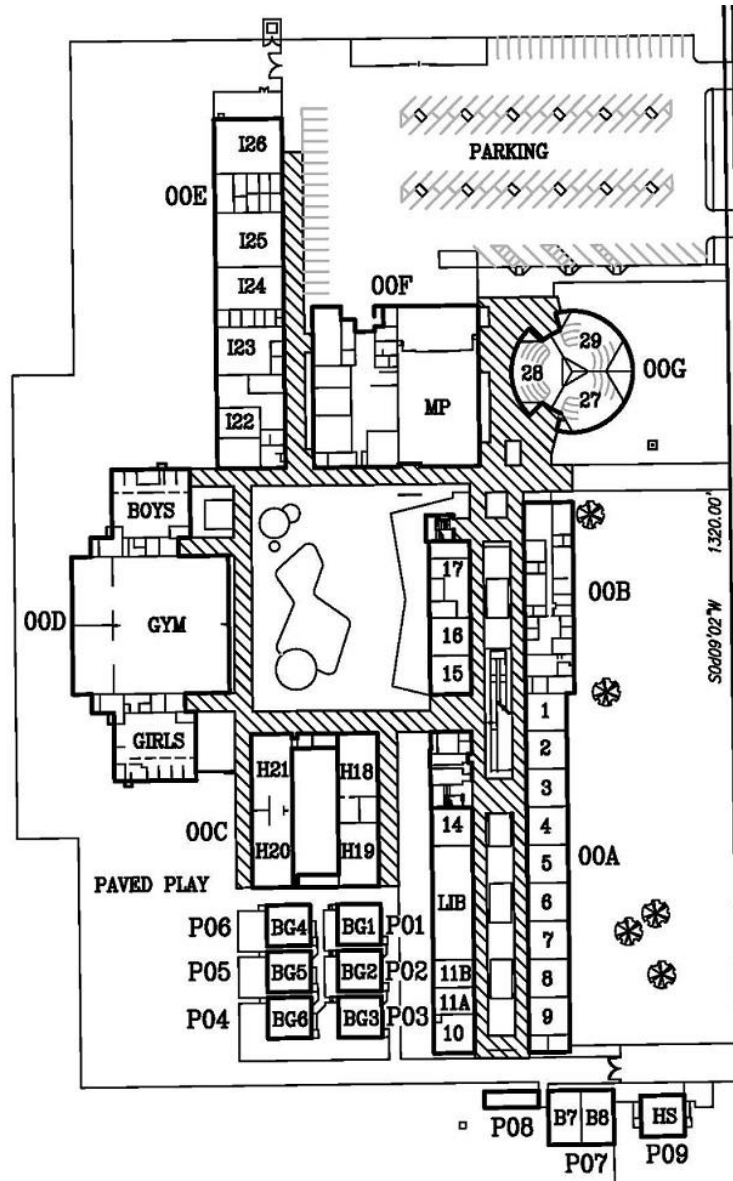 I26
PARKING
00E
I25
I24
00F
I23
29
28
00G
27
MP
I22
BOYS
17
00B
00D
GYM
16
15
S0d09'02"W 1320.00'
1
GIRLS
2
H21
H18
3
00C
14
4
H20
H19
5
00A
PAVED PLAY
LIB
6
P06
BG4
BG1
P01
7
P05
BG5
BG2
P02
11B
8
P04
BG6
BG3
P03
11A
9
10
P08
B7
B8
HS
P07
P09